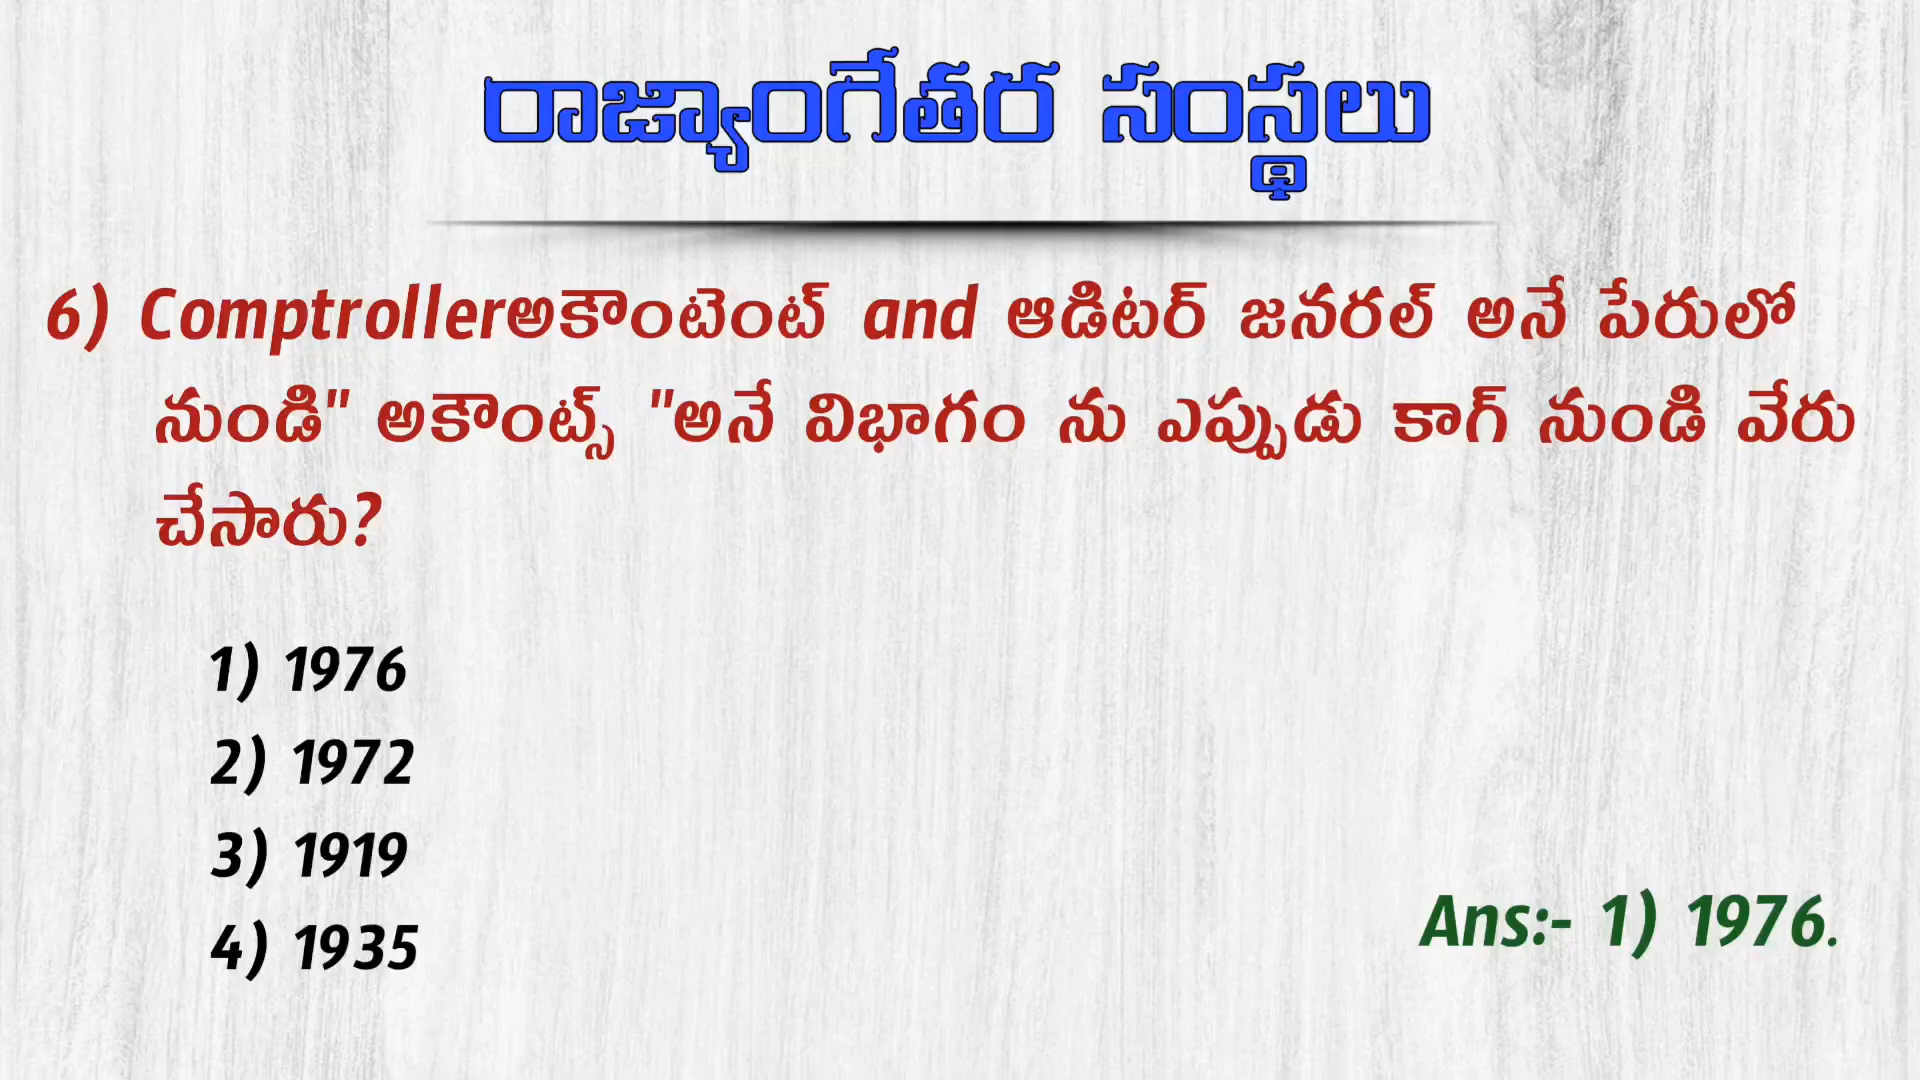 రాజ్యాంగేతర సంస్థలు
6) Comptrollerఅకౌంటెంట్ and ఆడిటర్ జనరల్ అనే పేరులో
నుండి" అకౌంట్స్ "అనే విభాగం ను ఎప్పుడు కాగ్ నుండి వేరు
చేసారు?
1) 1976
2) 1972
3) 1919
4) 1935
Ans:- 1) 1976.